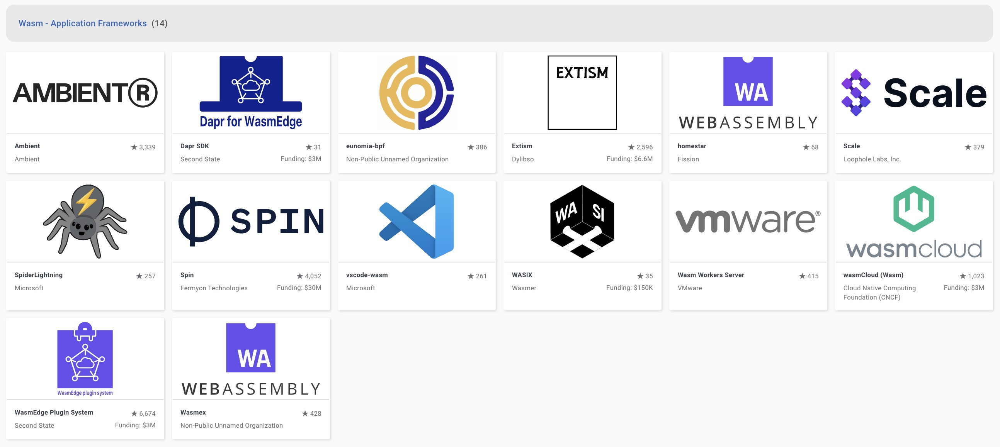 Wasm - Application Frameworks (14)
AMBIENT®
Ambient
★ 3,339
Ambient
Dapr for WasmEdge
Dapr SDK
★ 31
Second State
Funding: $3M
eunomia-bpf
★ 386
Non-Public Unnamed Organization
EXTISM
Extism
★ 2,596
Dylibso
Funding: $6.6M
WA
WEBASSEMBLY
homestar
★ 68
Fission
Scale
Scale
★ 379
Loophole Labs, Inc.
SpiderLightning
★ 257
Microsoft
SPIN
Spin
★ 4,052
Fermyon Technologies
Funding: $30M
vscode-wasm
★ 261
Microsoft
WA SI
X
WASIX
★ 35
Wasmer
Funding: $150K
vmware®
Wasm Workers Server
★ 415
VMware
wasmcloud
wasmCloud (Wasm)
★ 1,023
Cloud Native Computing
Foundation (CNCF)
Funding: $3M
WasmEdge plugin system
WasmEdge Plugin System
★ 6,674
Second State
Funding: $3M
WA
WEBASSEMBLY
Wasmex
★ 428
Non-Public Unnamed Organization